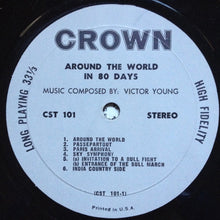 CROWN
AROUND THE WORLD
IN 80 DAYS
MUSIC COMPOSED BY: VICTOR YOUNG
LONG PLAYING 33⅓
HIGH FIDELITY
CST 101
STEREO
1 AROUND THE WORLD
2 PASSEPARTOUT
3 PARIS ARRIVAL
4 SKY SYMPHONY
5 (a) INVITATION TO A BULL FIGHT
(b) ENTRANCE OF THE BULL MARCH
6 INDIA COUNTRY SIDE
(CST 101-1)
Printed in U.S.A.